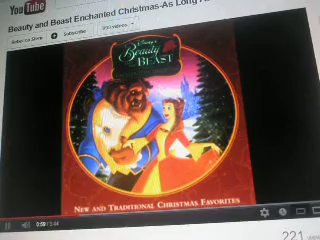 YouTube
Beauty and Beast Enchanted Christmas-As Long
Subscribe
videos
Disney's
Beauty
AND THE
BEAST
NEW AND TRADITIONAL CHRISTMAS FAVORITES
221